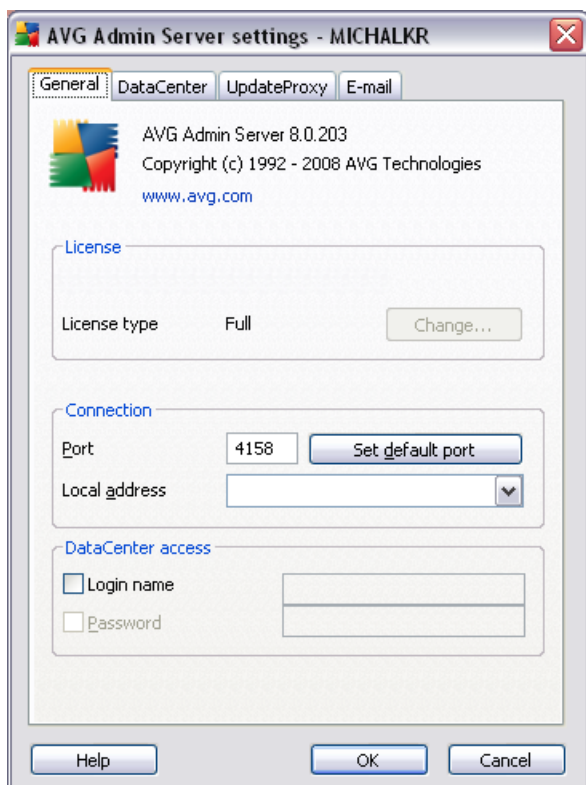 AVG Admin Server settings - MICHALKR
General DataCenter UpdateProxy E-mail
AVG Admin Server 8.0.203
Copyright (c) 1992 - 2008 AVG Technologies
www.avg.com
License
License type Full Change...
Connection
Port 4158 Set default port
Local address
DataCenter access
Login name
Password
Help OK Cancel